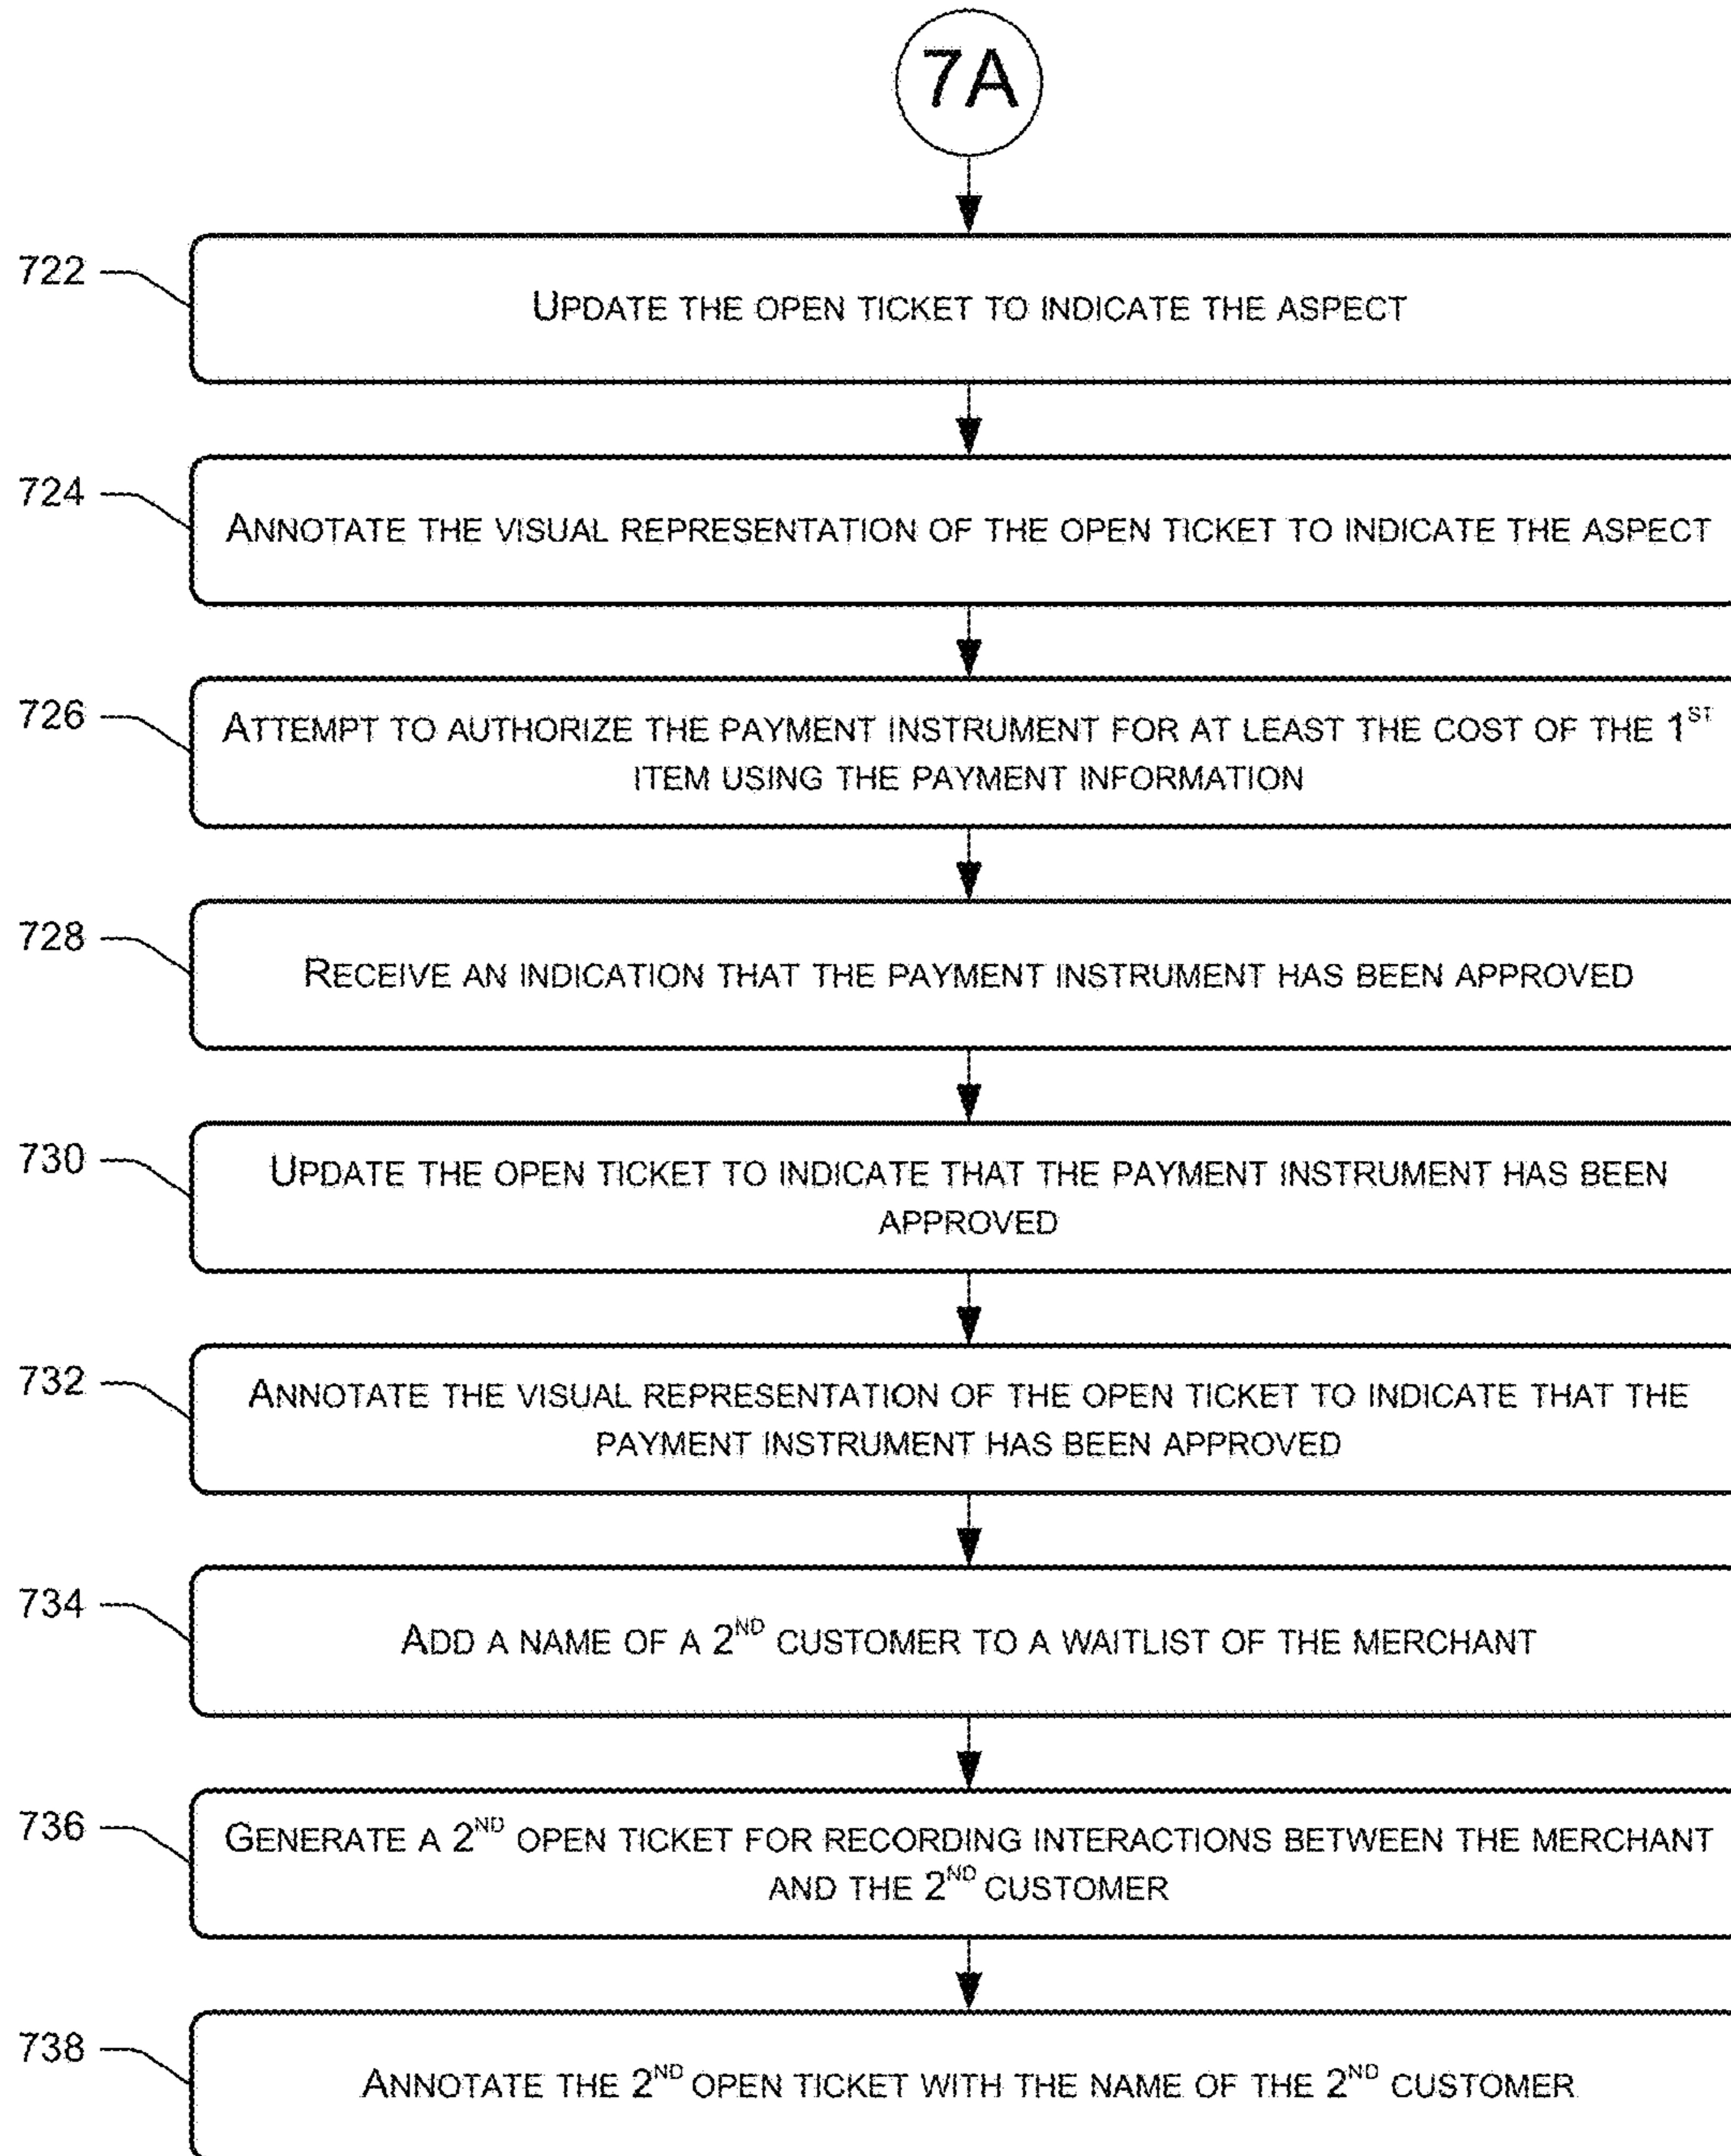 7A
722
UPDATE THE OPEN TICKET TO INDICATE THE ASPECT
724
ANNOTATE THE VISUAL REPRESENTATION OF THE OPEN TICKET TO INDICATE THE ASPECT
726
ATTEMPT TO AUTHORIZE THE PAYMENT INSTRUMENT FOR AT LEAST THE COST OF THE 1ST
ITEM USING THE PAYMENT INFORMATION
728
RECEIVE AN INDICATION THAT THE PAYMENT INSTRUMENT HAS BEEN APPROVED
730
UPDATE THE OPEN TICKET TO INDICATE THAT THE PAYMENT INSTRUMENT HAS BEEN
APPROVED
732
ANNOTATE THE VISUAL REPRESENTATION OF THE OPEN TICKET TO INDICATE THAT THE
PAYMENT INSTRUMENT HAS BEEN APPROVED
734
ADD A NAME OF A 2ND CUSTOMER TO A WAITLIST OF THE MERCHANT
736
GENERATE A 2ND OPEN TICKET FOR RECORDING INTERACTIONS BETWEEN THE MERCHANT
AND THE 2ND CUSTOMER
738
ANNOTATE THE 2ND OPEN TICKET WITH THE NAME OF THE 2ND CUSTOMER